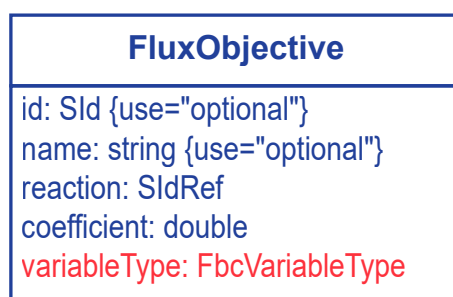 FluxObjective
id: SId {use="optional"}
name: string {use="optional"}
reaction: SIdRef
coefficient: double
variableType: FbcVariableType